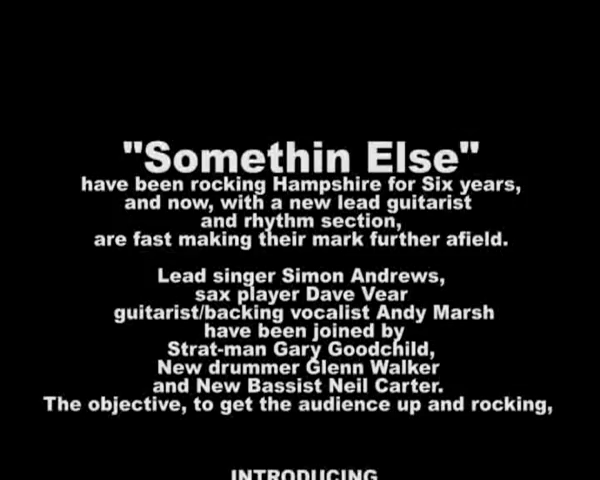 "Somethin Else"
have been rocking Hampshire for Six years,
and now, with a new lead guitarist
and rhythm section,
are fast making their mark further afield.
Lead singer Simon Andrews,
sax player Dave Vear
guitarist/backing vocalist Andy Marsh
have been joined by
Strat-man Gary Goodchild,
New drummer Glenn Walker
and New Bassist Neil Carter.
The objective, to get the audience up and rocking,
INTRODUCING